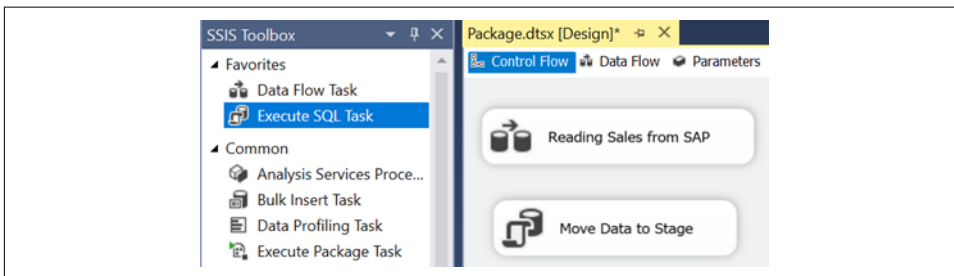 SSIS Toolbox
Favorites
Data Flow Task
Execute SQL Task
Common
Analysis Services Proce...
Bulk Insert Task
Data Profiling Task
Execute Package Task
Package.dtsx [Design]*
Control Flow Data Flow Parameters
Reading Sales from SAP
Move Data to Stage